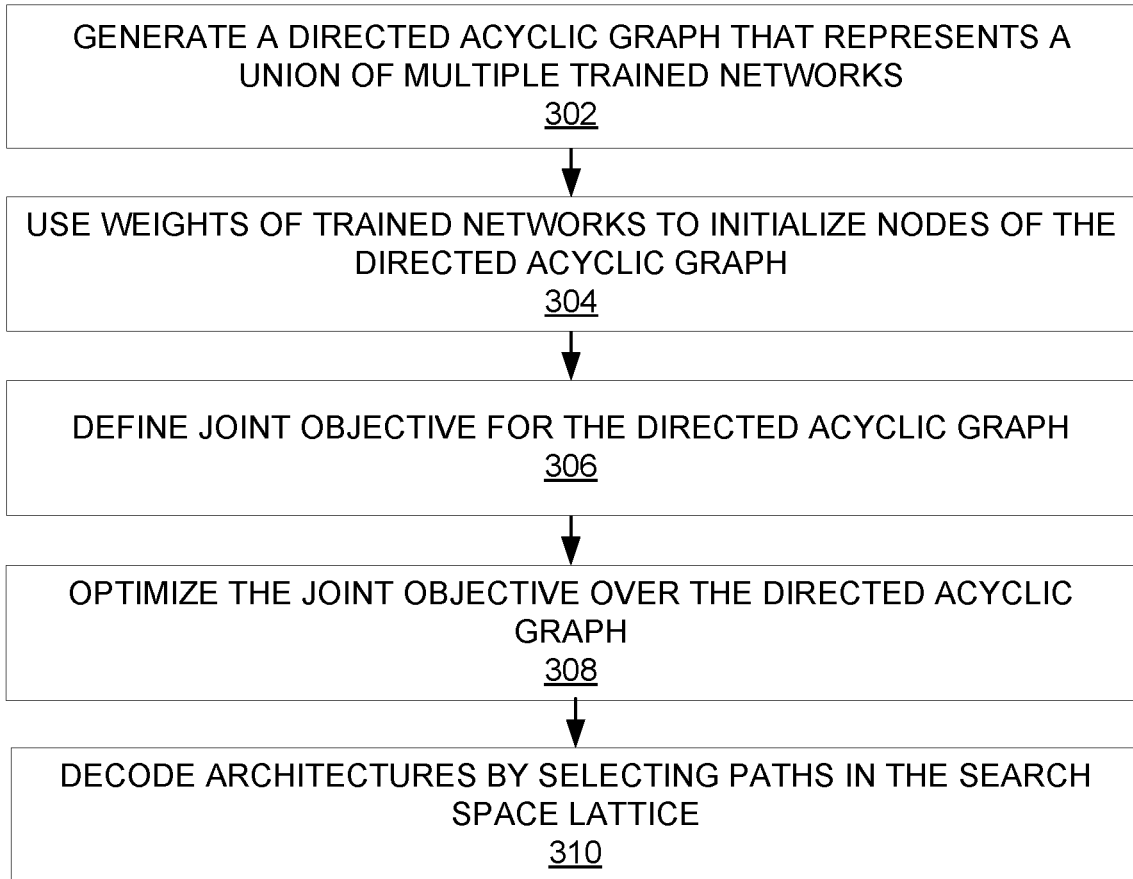 GENERATE A DIRECTED ACYCLIC GRAPH THAT REPRESENTS A
UNION OF MULTIPLE TRAINED NETWORKS
302
USE WEIGHTS OF TRAINED NETWORKS TO INITIALIZE NODES OF THE
DIRECTED ACYCLIC GRAPH
304
DEFINE JOINT OBJECTIVE FOR THE DIRECTED ACYCLIC GRAPH
306
OPTIMIZE THE JOINT OBJECTIVE OVER THE DIRECTED ACYCLIC
GRAPH
308
DECODE ARCHITECTURES BY SELECTING PATHS IN THE SEARCH
SPACE LATTICE
310